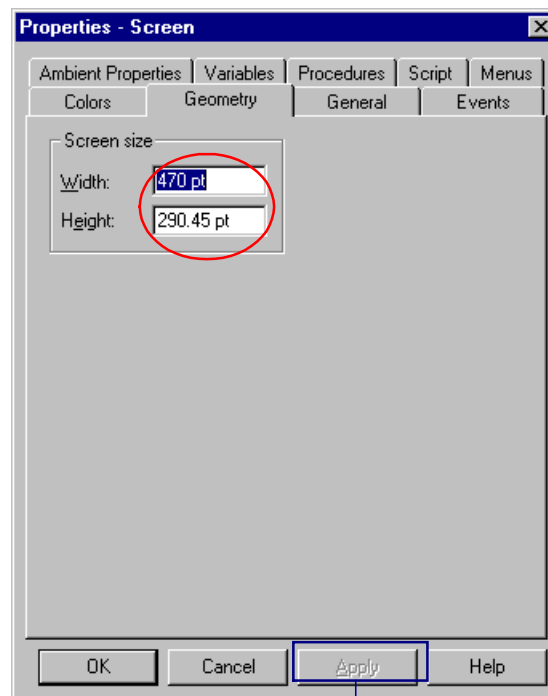 Properties - Screen
Ambient Properties Variables Procedures Script Menus
Colors Geometry General Events
Screen size
Width: 470 pt
Height: 290.45 pt
OK Cancel Apply Help